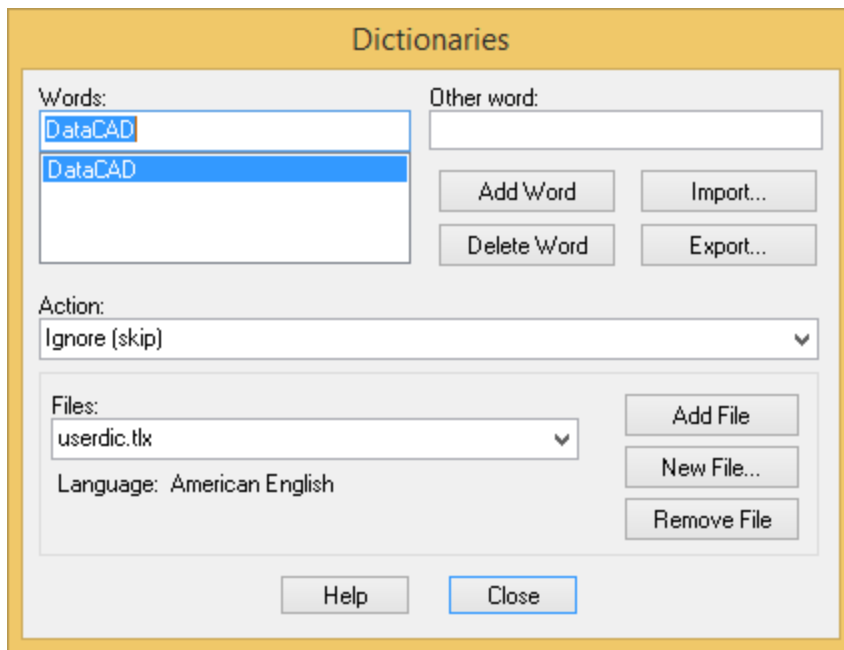 Dictionaries
Words:
Other word:
DataCAD
DataCAD
Add Word
Import...
Delete Word
Export...
Action:
Ignore (skip)
Files:
Add File
userdic.tlx
New File...
Language: American English
Remove File
Help
Close